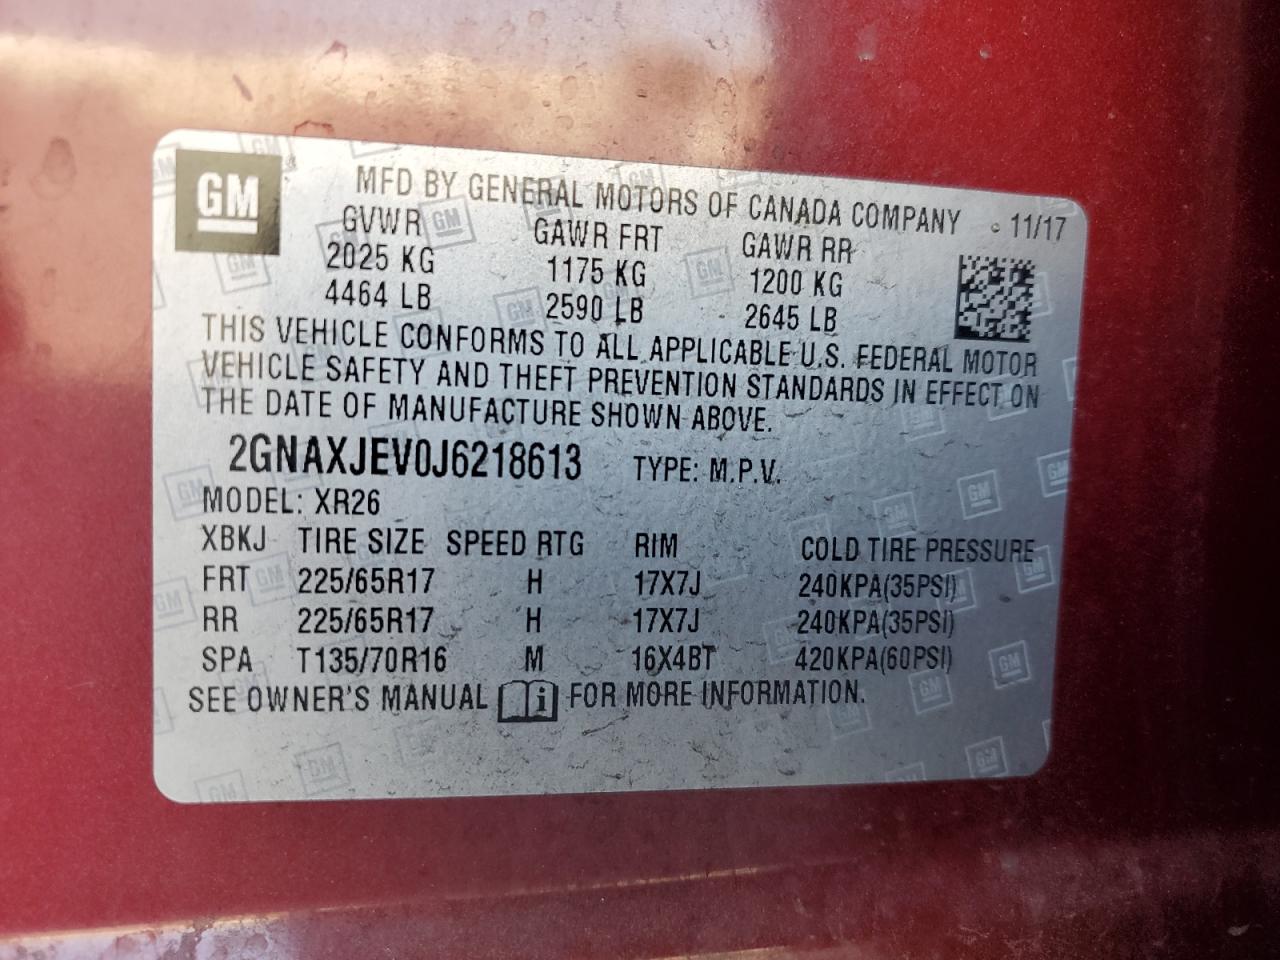 GM
MFD BY GENERAL MOTORS OF CANADA COMPANY 11/17
GVWR GAWR FRT GAWR RR
2025 KG 1175 KG 1200 KG
4464 LB 2590 LB 2645 LB
THIS VEHICLE CONFORMS TO ALL APPLICABLE U.S. FEDERAL MOTOR
VEHICLE SAFETY AND THEFT PREVENTION STANDARDS IN EFFECT ON
THE DATE OF MANUFACTURE SHOWN ABOVE.
2GNAXJEV0J6218613 TYPE: M.P.V.
MODEL: XR26
XBKJ TIRE SIZE SPEED RTG RIM COLD TIRE PRESSURE
FRT 225/65R17 H 17X7J 240KPA(35PSI)
RR 225/65R17 H 17X7J 240KPA(35PSI)
SPA T135/70R16 M 16X4BT 420KPA(60PSI)
SEE OWNER'S MANUAL i FOR MORE INFORMATION.